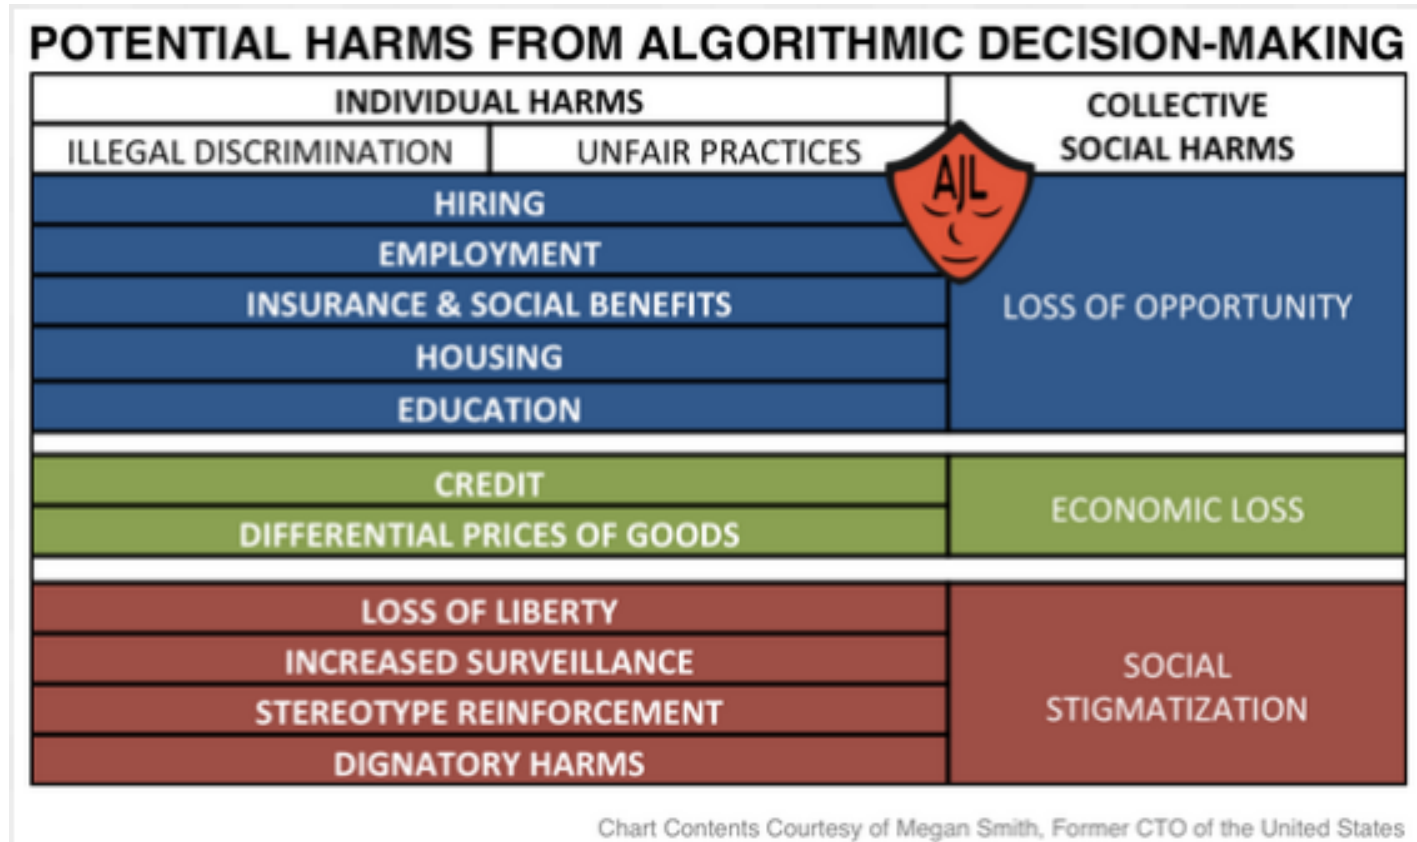 POTENTIAL HARMS FROM ALGORITHMIC DECISION-MAKING
INDIVIDUAL HARMS
COLLECTIVE
SOCIAL HARMS
ILLEGAL DISCRIMINATION
UNFAIR PRACTICES
AJL
HIRING
EMPLOYMENT
INSURANCE & SOCIAL BENEFITS
HOUSING
EDUCATION
LOSS OF OPPORTUNITY
CREDIT
DIFFERENTIAL PRICES OF GOODS
ECONOMIC LOSS
LOSS OF LIBERTY
INCREASED SURVEILLANCE
STEREOTYPE REINFORCEMENT
DIGNATORY HARMS
SOCIAL
STIGMATIZATION
Chart Contents Courtesy of Megan Smith, Former CTO of the United States